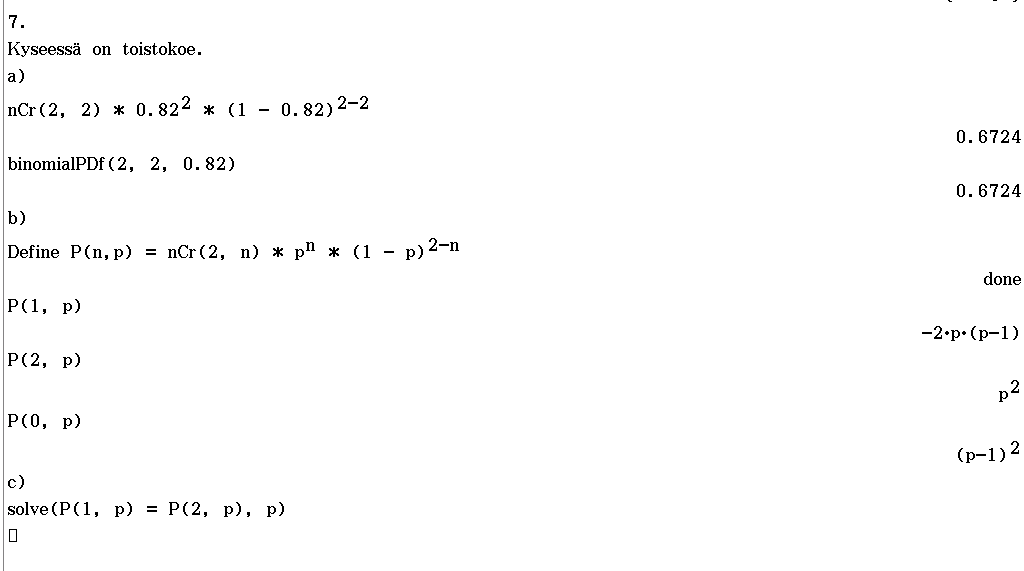 7.
Kyseessä on toistokoe.
a)
nCr(2, 2) * 0.82^2 * (1 − 0.82)^2−2
0.6724
binomialPDf(2, 2, 0.82)
0.6724
b)
Define P(n,p) = nCr(2, n) * p^n * (1 − p)^2−n
done
P(1, p)
−2•p•(p−1)
P(2, p)
p^2
P(0, p)
(p−1)^2
c)
solve(P(1, p) = P(2, p), p)